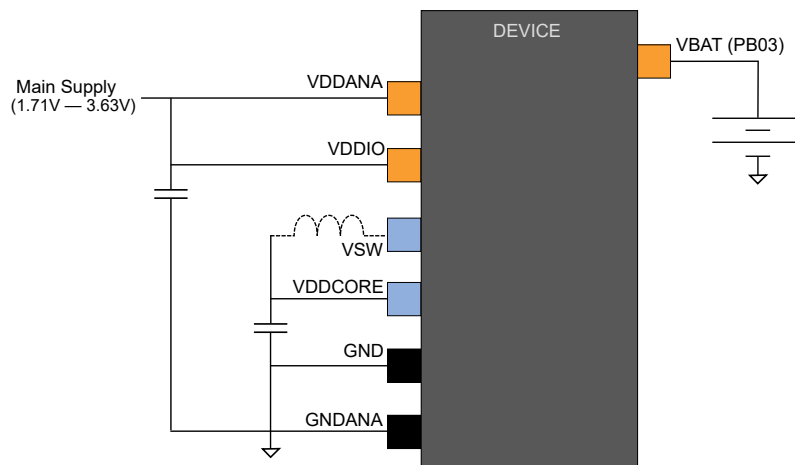 DEVICE
VBAT (PB03)
VDDANA
Main Supply
(1.71V — 3.63V)
VDDIO
VSW
VDDCORE
GND
GNDANA